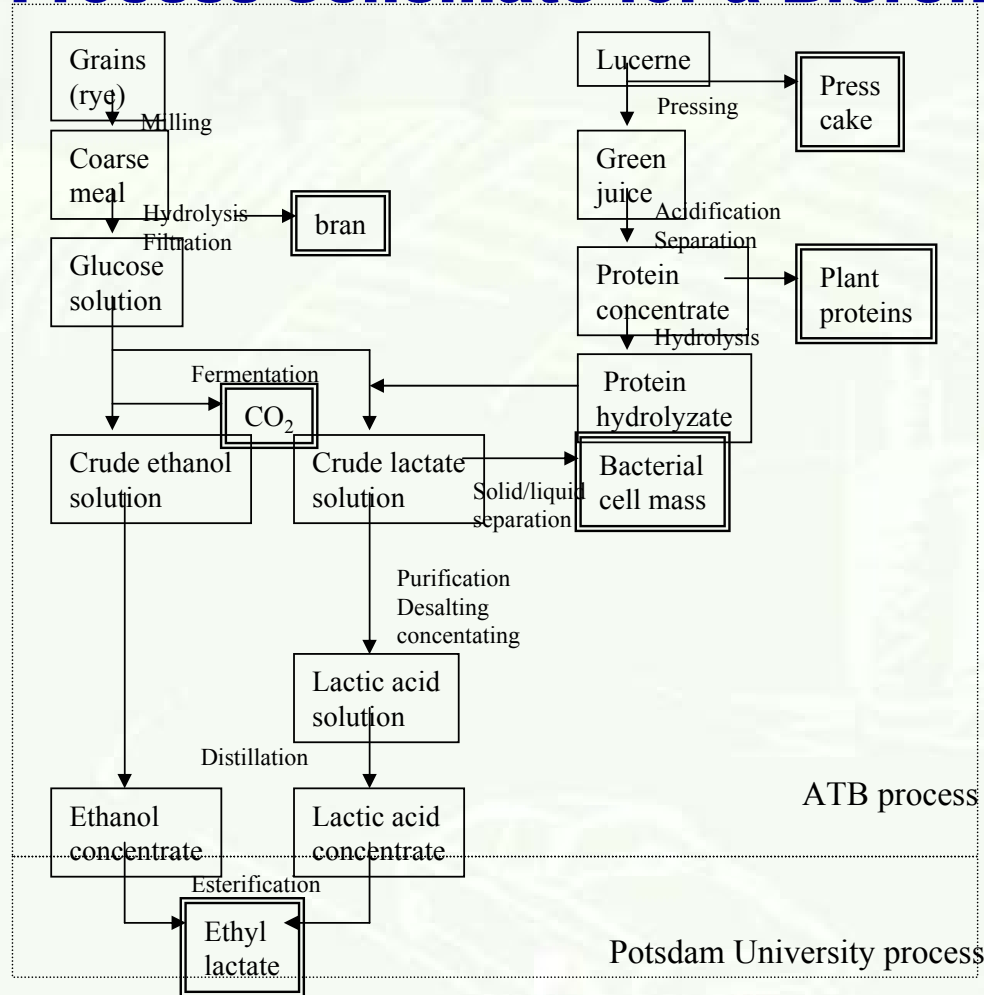 Grains
(rye)
Milling
Coarse
meal
Hydrolysis
Filtration
bran
Glucose
solution
Lucerne
Pressing
Press
cake
Green
juice
Acidification
Separation
Protein
concentrate
Plant
proteins
Hydrolysis
Protein
hydrolyzate
Fermentation
CO₂
Crude ethanol
solution
Crude lactate
solution
Solid/liquid
separation
Bacterial
cell mass
Purification
Desalting
concentating
Lactic acid
solution
Distillation
Ethanol
concentrate
Lactic acid
concentrate
ATB process
Esterification
Ethyl
lactate
Potsdam University process